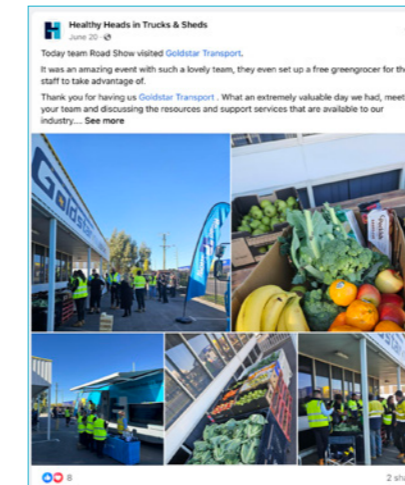 Healthy Heads in Trucks & Sheds
June 20 ·
Today team Road Show visited Goldstar Transport.
It was an amazing event with such a lovely team, they even set up a free greengrocer for the
staff to take advantage of.
Thank you for having us Goldstar Transport . What an extremely valuable day we had, meet
your team and discussing the resources and support services that are available to our
industry.... See more
Goldstar
Goldstar
8
2 sha